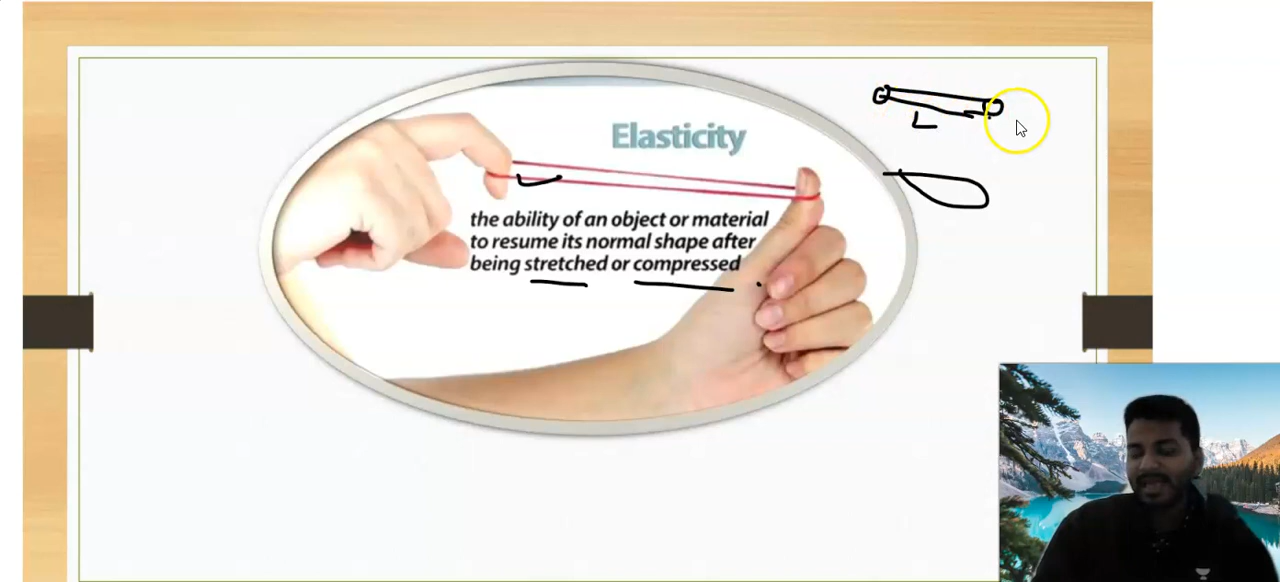 Elasticity
the ability of an object or material
to resume its normal shape after
being stretched or compressed
L